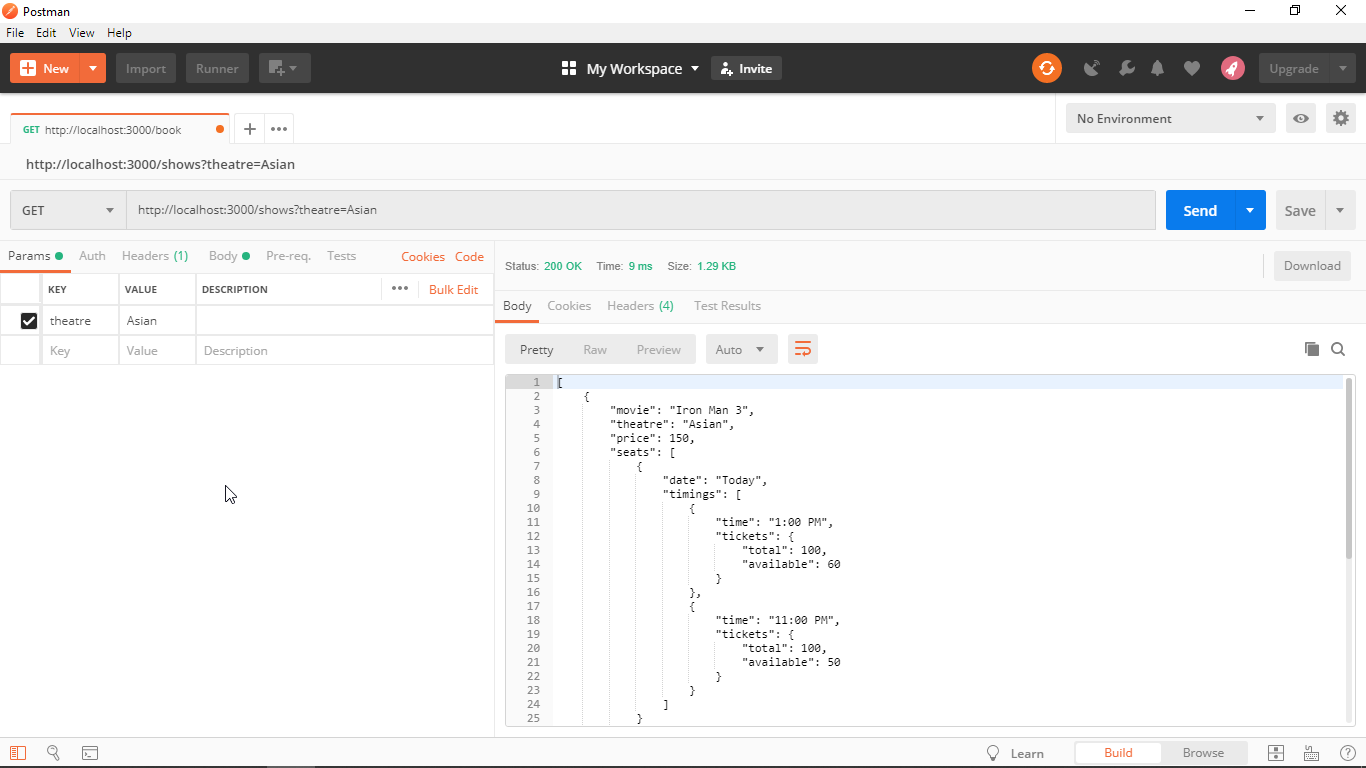 Postman
File Edit View Help
New Import Runner My Workspace Invite Upgrade
GET http://localhost:3000/book No Environment
http://localhost:3000/shows?theatre=Asian
GET http://localhost:3000/shows?theatre=Asian Send Save
Params Auth Headers (1) Body Pre-req. Tests Cookies Code
KEY VALUE DESCRIPTION ••• Bulk Edit
theatre Asian
Key Value Description
Status: 200 OK Time: 9 ms Size: 1.29 KB Download
Body Cookies Headers (4) Test Results
Pretty Raw Preview Auto
1 [
2 {
3 "movie": "Iron Man 3",
4 "theatre": "Asian",
5 "price": 150,
6 "seats": [
7 {
8 "date": "Today",
9 "timings": [
10 {
11 "time": "1:00 PM",
12 "tickets": {
13 "total": 100,
14 "available": 60
15 }
16 },
17 {
18 "time": "11:00 PM",
19 "tickets": {
20 "total": 100,
21 "available": 50
22 }
23 }
24 ]
25 }
Learn Build Browse